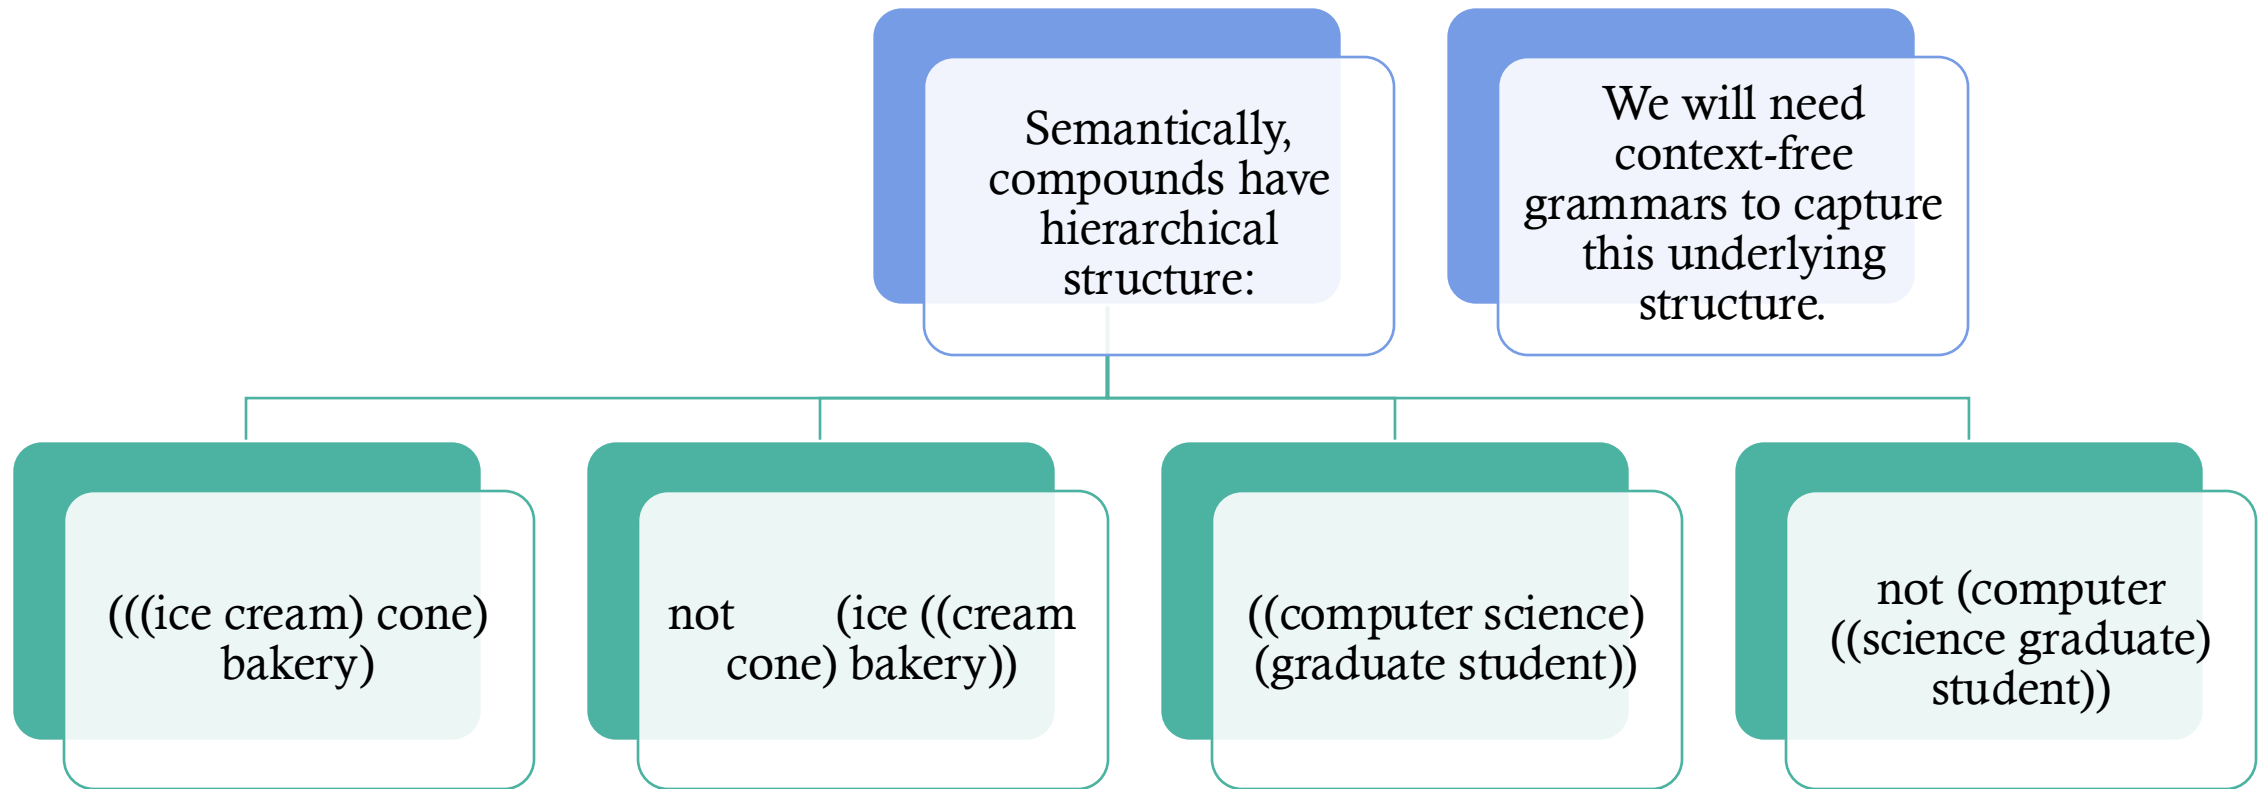 Semantically,
compounds have
hierarchical
structure:
We will need
context-free
grammars to capture
this underlying
structure.
(((ice cream) cone)
bakery)
not (ice ((cream
cone) bakery))
((computer science)
(graduate student))
not (computer
((science graduate)
student))